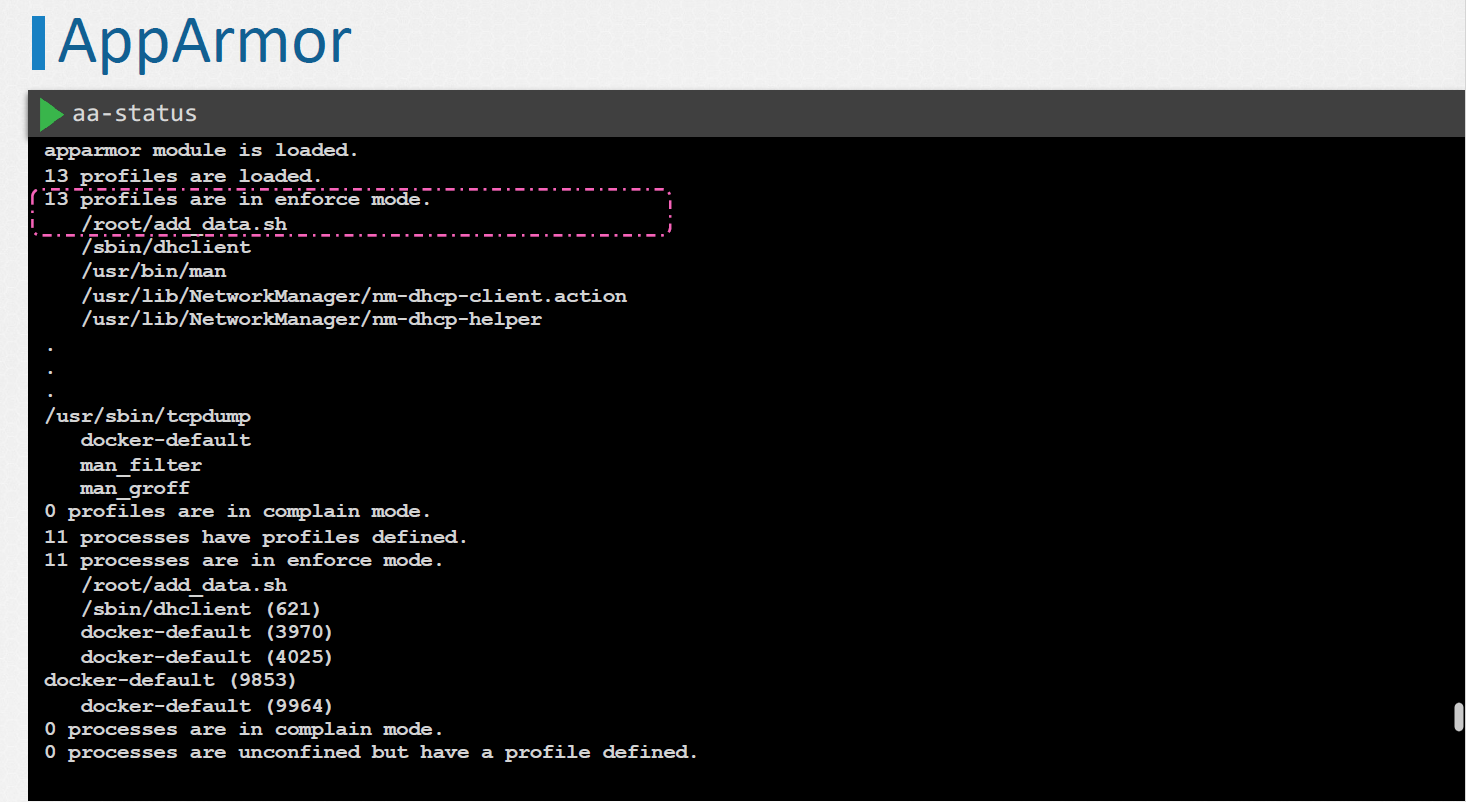 AppArmor
aa-status
apparmor module is loaded.
13 profiles are loaded.
13 profiles are in enforce mode.
/root/add_data.sh
/sbin/dhclient
/usr/bin/man
/usr/lib/NetworkManager/nm-dhcp-client.action
/usr/lib/NetworkManager/nm-dhcp-helper
.
.
.
/usr/sbin/tcpdump
docker-default
man_filter
man_groff
0 profiles are in complain mode.
11 processes have profiles defined.
11 processes are in enforce mode.
/root/add_data.sh
/sbin/dhclient (621)
docker-default (3970)
docker-default (4025)
docker-default (9853)
docker-default (9964)
0 processes are in complain mode.
0 processes are unconfined but have a profile defined.